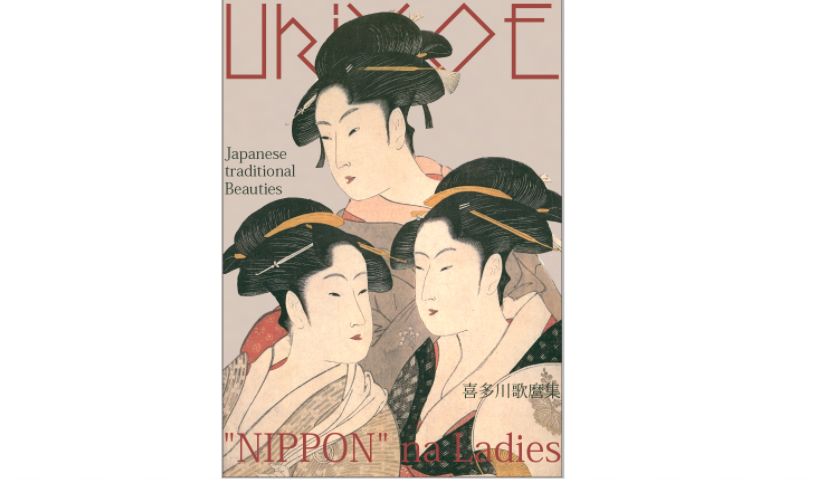 UKiYOE
Japanese
traditional
Beauties
喜多川歌麿集
"NIPPON" na Ladies